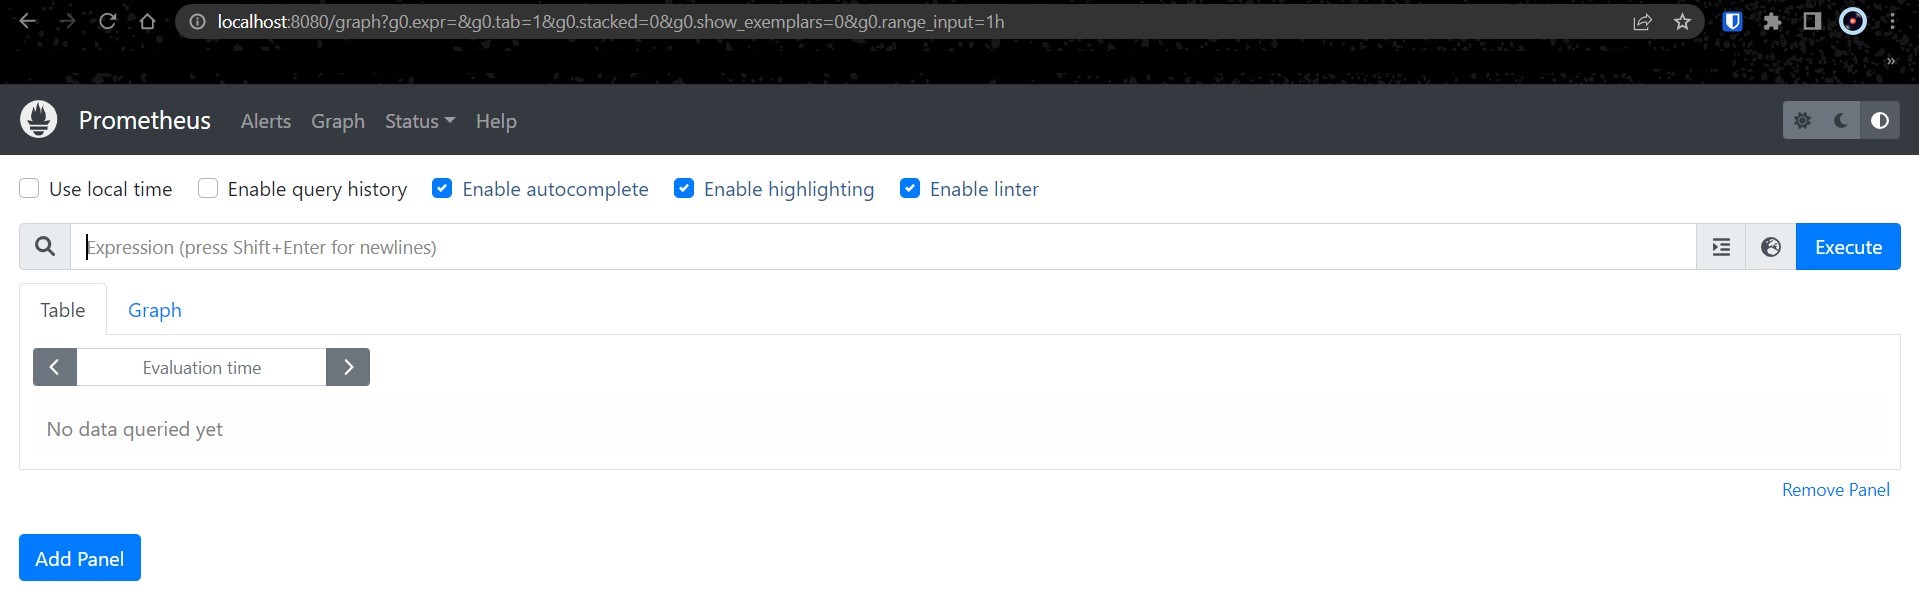 localhost:8080/graph?g0.expr=&g0.tab=1&g0.stacked=0&g0.show_exemplars=0&g0.range_input=1h
»
Prometheus Alerts Graph Status Help
Use local time Enable query history Enable autocomplete Enable highlighting Enable linter
Expression (press Shift+Enter for newlines) Execute
Table Graph
Evaluation time
No data queried yet
Remove Panel
Add Panel